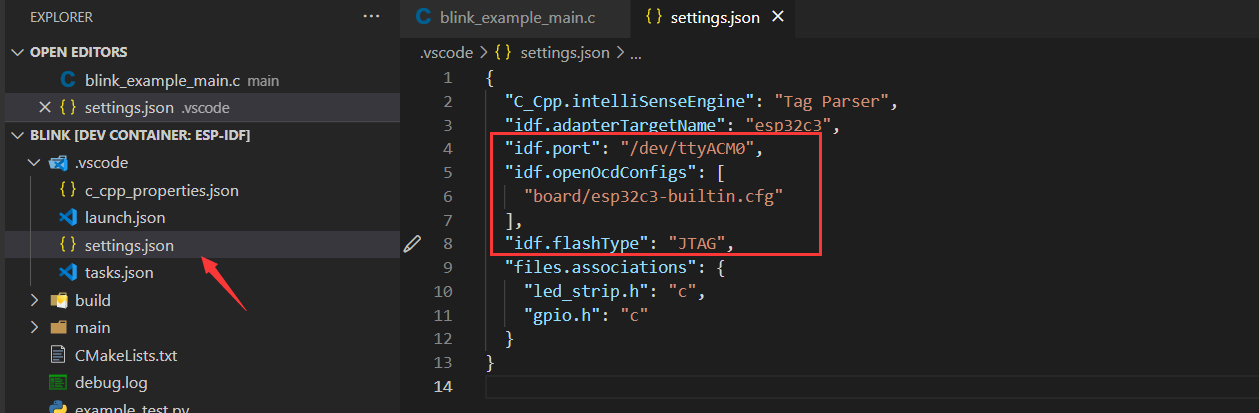 EXPLORER
OPEN EDITORS
blink_example_main.c main
settings.json .vscode
BLINK [DEV CONTAINER: ESP-IDF]
.vscode
c_cpp_properties.json
launch.json
settings.json
tasks.json
build
main
CMakeLists.txt
debug.log
example_test.py
blink_example_main.c
settings.json
.vscode > {} settings.json > ...
1 {
2 "C_Cpp.intelliSenseEngine": "Tag Parser",
3 "idf.adapterTargetName": "esp32c3",
4 "idf.port": "/dev/ttyACM0",
5 "idf.openOcdConfigs": [
6 "board/esp32c3-builtin.cfg"
7 ],
8 "idf.flashType": "JTAG",
9 "files.associations": {
10 "led_strip.h": "c",
11 "gpio.h": "c"
12 }
13 }
14